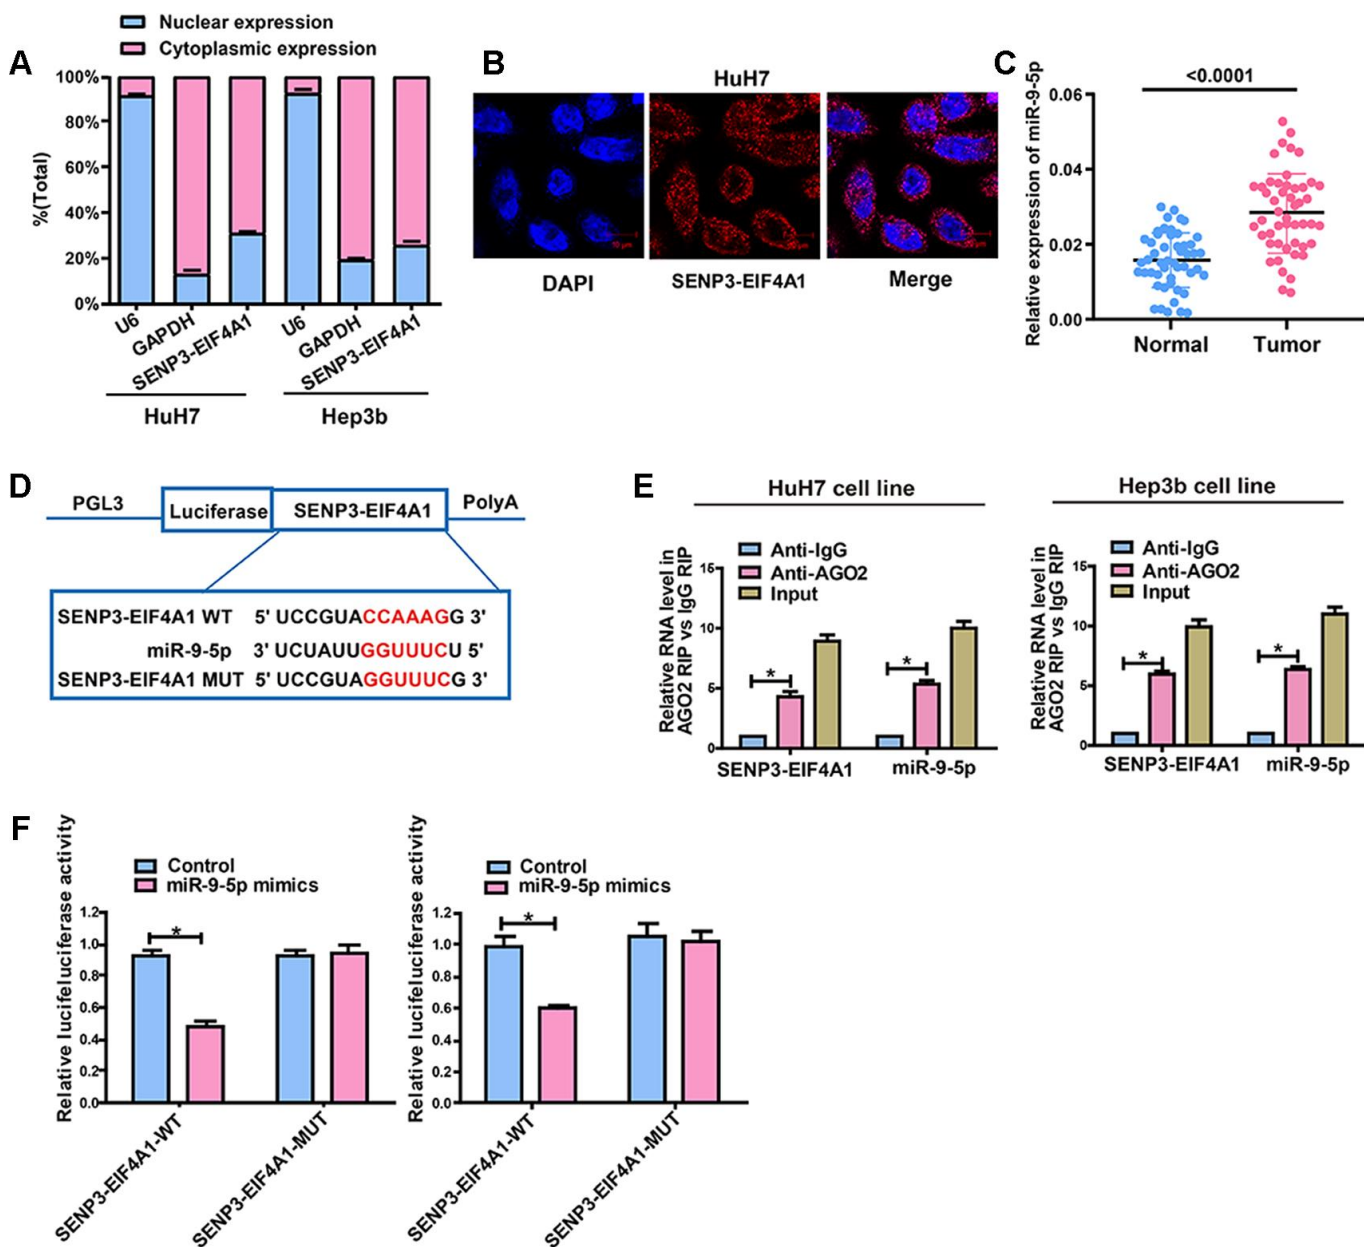 Nuclear expression
Cytoplasmic expression
A
%(Total)
100%
80%
60%
40%
20%
0%
U6
GAPDH
SENP3-EIF4A1
U6
GAPDH
SENP3-EIF4A1
HuH7
Hep3b
B
HuH7
10 μm
DAPI
SENP3-EIF4A1
Merge
C
Relative expression of miR-9-5p
<0.0001
0.06
0.04
0.02
0.00
Normal
Tumor
D
PGL3
Luciferase
SENP3-EIF4A1
PolyA
SENP3-EIF4A1 WT 5' UCCGUACCAAAGG 3'
miR-9-5p 3' UCUAUUGGUUUCU 5'
SENP3-EIF4A1 MUT 5' UCCGUAGGUUUCG 3'
E
HuH7 cell line
Relative RNA level in
AGO2 RIP vs IgG RIP
Anti-IgG
Anti-AGO2
Input
15
10
5
0
*
*
SENP3-EIF4A1
miR-9-5p
Hep3b cell line
Relative RNA level in
AGO2 RIP vs IgG RIP
Anti-IgG
Anti-AGO2
Input
15
10
5
0
*
*
SENP3-EIF4A1
miR-9-5p
F
Relative lucifeluciferase activity
Control
miR-9-5p mimics
1.2
1.0
0.8
0.6
0.4
0.2
0.0
*
SENP3-EIF4A1-WT
SENP3-EIF4A1-MUT
Relative lucifeluciferase activity
Control
miR-9-5p mimics
1.2
1.0
0.8
0.6
0.4
0.2
0.0
*
SENP3-EIF4A1-WT
SENP3-EIF4A1-MUT